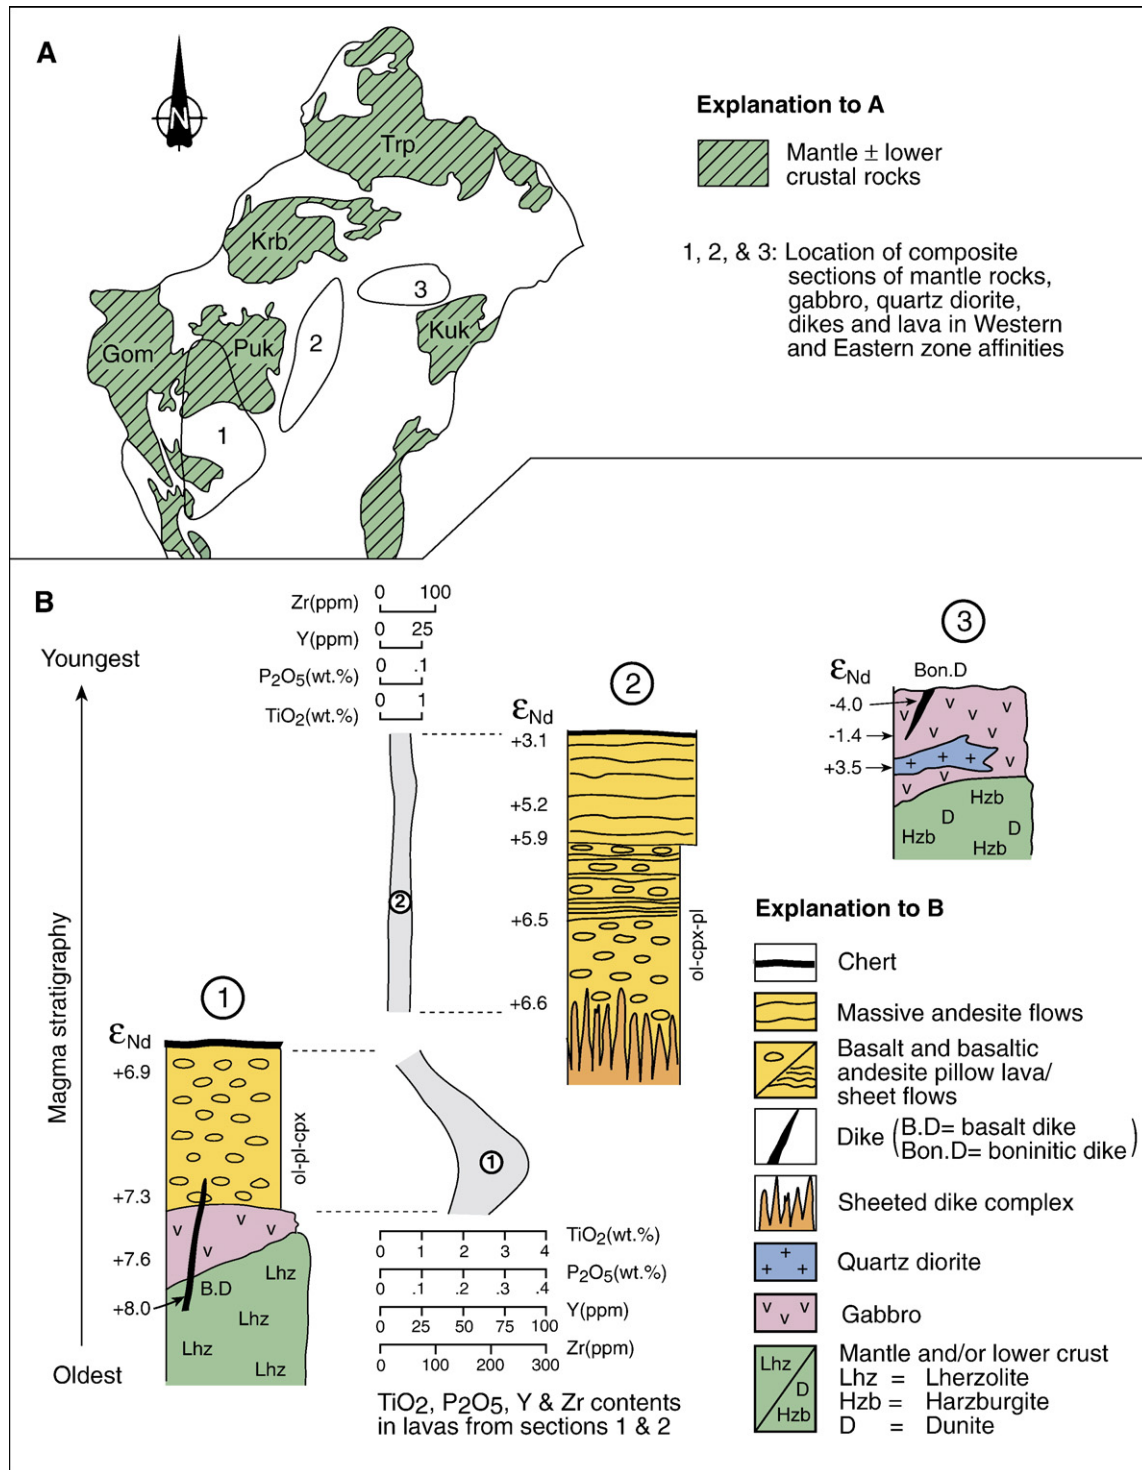 A
N
Trp
Krb
Gom
Puk
Kuk
1
2
3
Explanation to A
Mantle ± lower
crustal rocks
1, 2, & 3: Location of composite
sections of mantle rocks,
gabbro, quartz diorite,
dikes and lava in Western
and Eastern zone affinities
B
Youngest
Magma stratigraphy
Oldest
Zr(ppm) 0 100
Y(ppm) 0 25
P2O5(wt.%) 0 .1
TiO2(wt.%) 0 1
2
1
1
εNd
+6.9
+7.3
+7.6
+8.0
ol-pl-cpx
V V V V V
B.D
Lhz
Lhz
Lhz
Lhz
0 1 2 3 4 TiO2(wt.%)
0 .1 .2 .3 .4 P2O5(wt.%)
0 25 50 75 100 Y(ppm)
0 100 200 300 Zr(ppm)
TiO2, P2O5, Y & Zr contents
in lavas from sections 1 & 2
2
εNd
+3.1
+5.2
+5.9
+6.5
+6.6
ol-cpx-pl
3
εNd
Bon.D
-4.0
-1.4
+3.5
V V V V V V V V
+ + +
Hzb
D
Hzb
D
Hzb
Explanation to B
Chert
Massive andesite flows
Basalt and basaltic
andesite pillow lava/
sheet flows
Dike (B.D= basalt dike
Bon.D= boninitic dike)
Sheeted dike complex
+ + +
Quartz diorite
V V V
Gabbro
Lhz
D
Hzb
Mantle and/or lower crust
Lhz = Lherzolite
Hzb = Harzburgite
D = Dunite